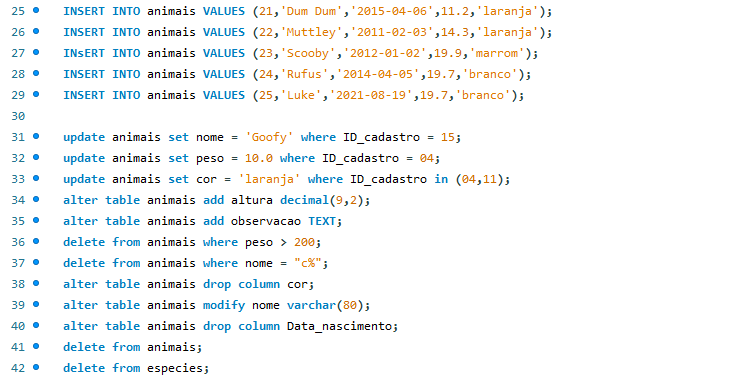 25 INSERT INTO animais VALUES (21,'Dum Dum','2015-04-06',11.2,'laranja');
26 INSERT INTO animais VALUES (22,'Muttley','2011-02-03',14.3,'laranja');
27 INsERT INTO animais VALUES (23,'Scooby','2012-01-02',19.9,'marrom');
28 INSERT INTO animais VALUES (24,'Rufus','2014-04-05',19.7,'branco');
29 INSERT INTO animais VALUES (25,'Luke','2021-08-19',19.7,'branco');
30
31 update animais set nome = 'Goofy' where ID_cadastro = 15;
32 update animais set peso = 10.0 where ID_cadastro = 04;
33 update animais set cor = 'laranja' where ID_cadastro in (04,11);
34 alter table animais add altura decimal(9,2);
35 alter table animais add observacao TEXT;
36 delete from animais where peso > 200;
37 delete from animais where nome = "c%";
38 alter table animais drop column cor;
39 alter table animais modify nome varchar(80);
40 alter table animais drop column Data_nascimento;
41 delete from animais;
42 delete from especies;